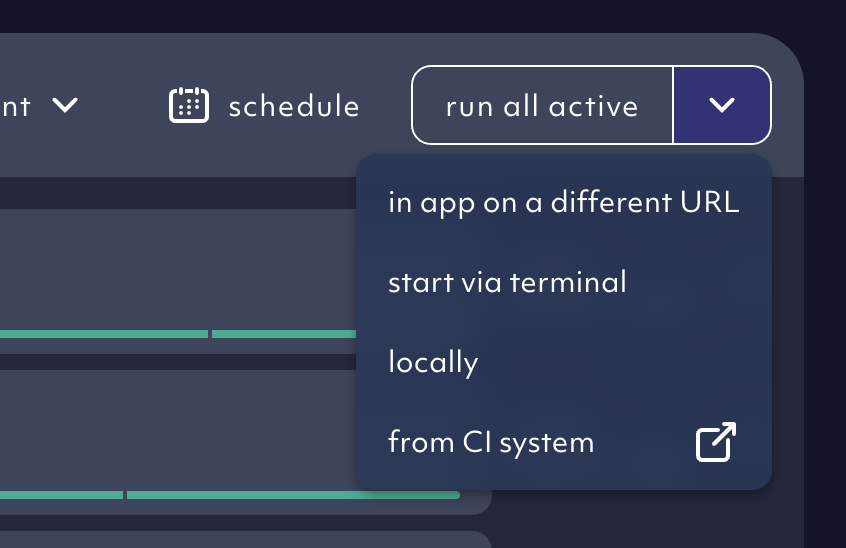 nt
schedule
run all active
in app on a different URL
start via terminal
locally
from CI system